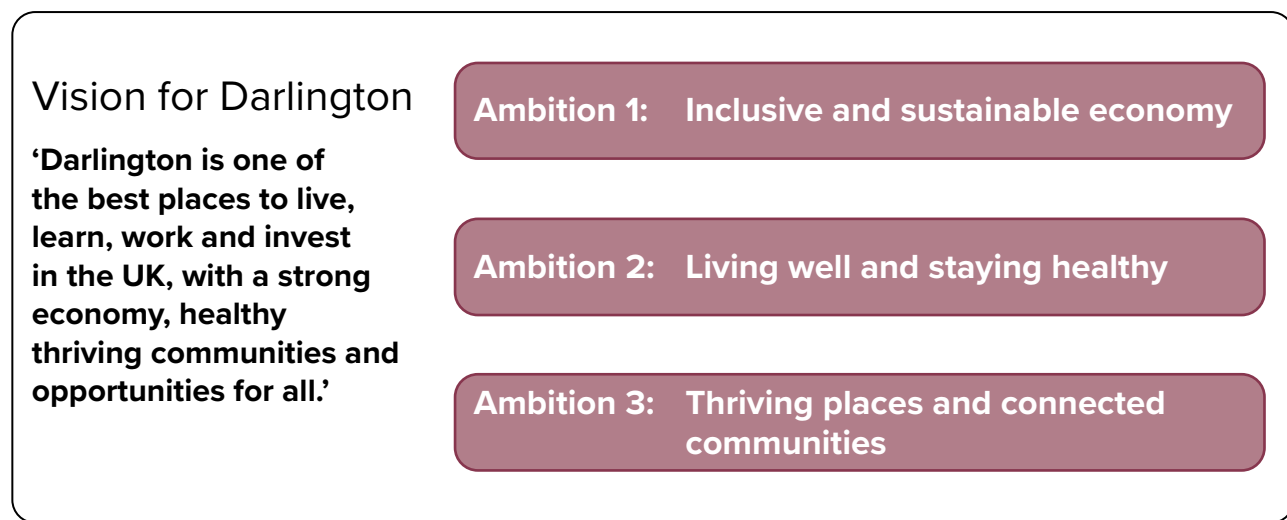 Vision for Darlington
‘Darlington is one of
the best places to live,
learn, work and invest
in the UK, with a strong
economy, healthy
thriving communities and
opportunities for all.’
Ambition 1: Inclusive and sustainable economy
Ambition 2: Living well and staying healthy
Ambition 3: Thriving places and connected
communities